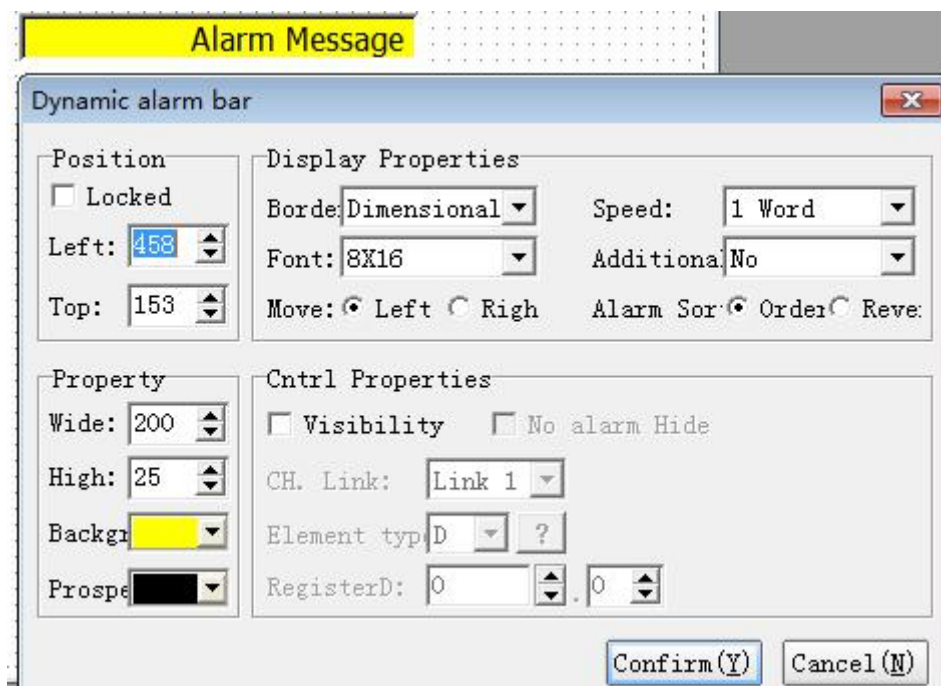 Alarm Message
Dynamic alarm bar
Position
Locked
Left: 458
Top: 153
Display Properties
Borde Dimensional
Speed: 1 Word
Font: 8X16
Additiona No
Move: Left Righ
Alarm Sor Order Reve
Property
Wide: 200
High: 25
Backgr
Prospe
Cntrl Properties
Visibility No alarm Hide
CH. Link: Link 1
Element typ D ?
RegisterD: 0 . 0
Confirm(Y) Cancel(N)